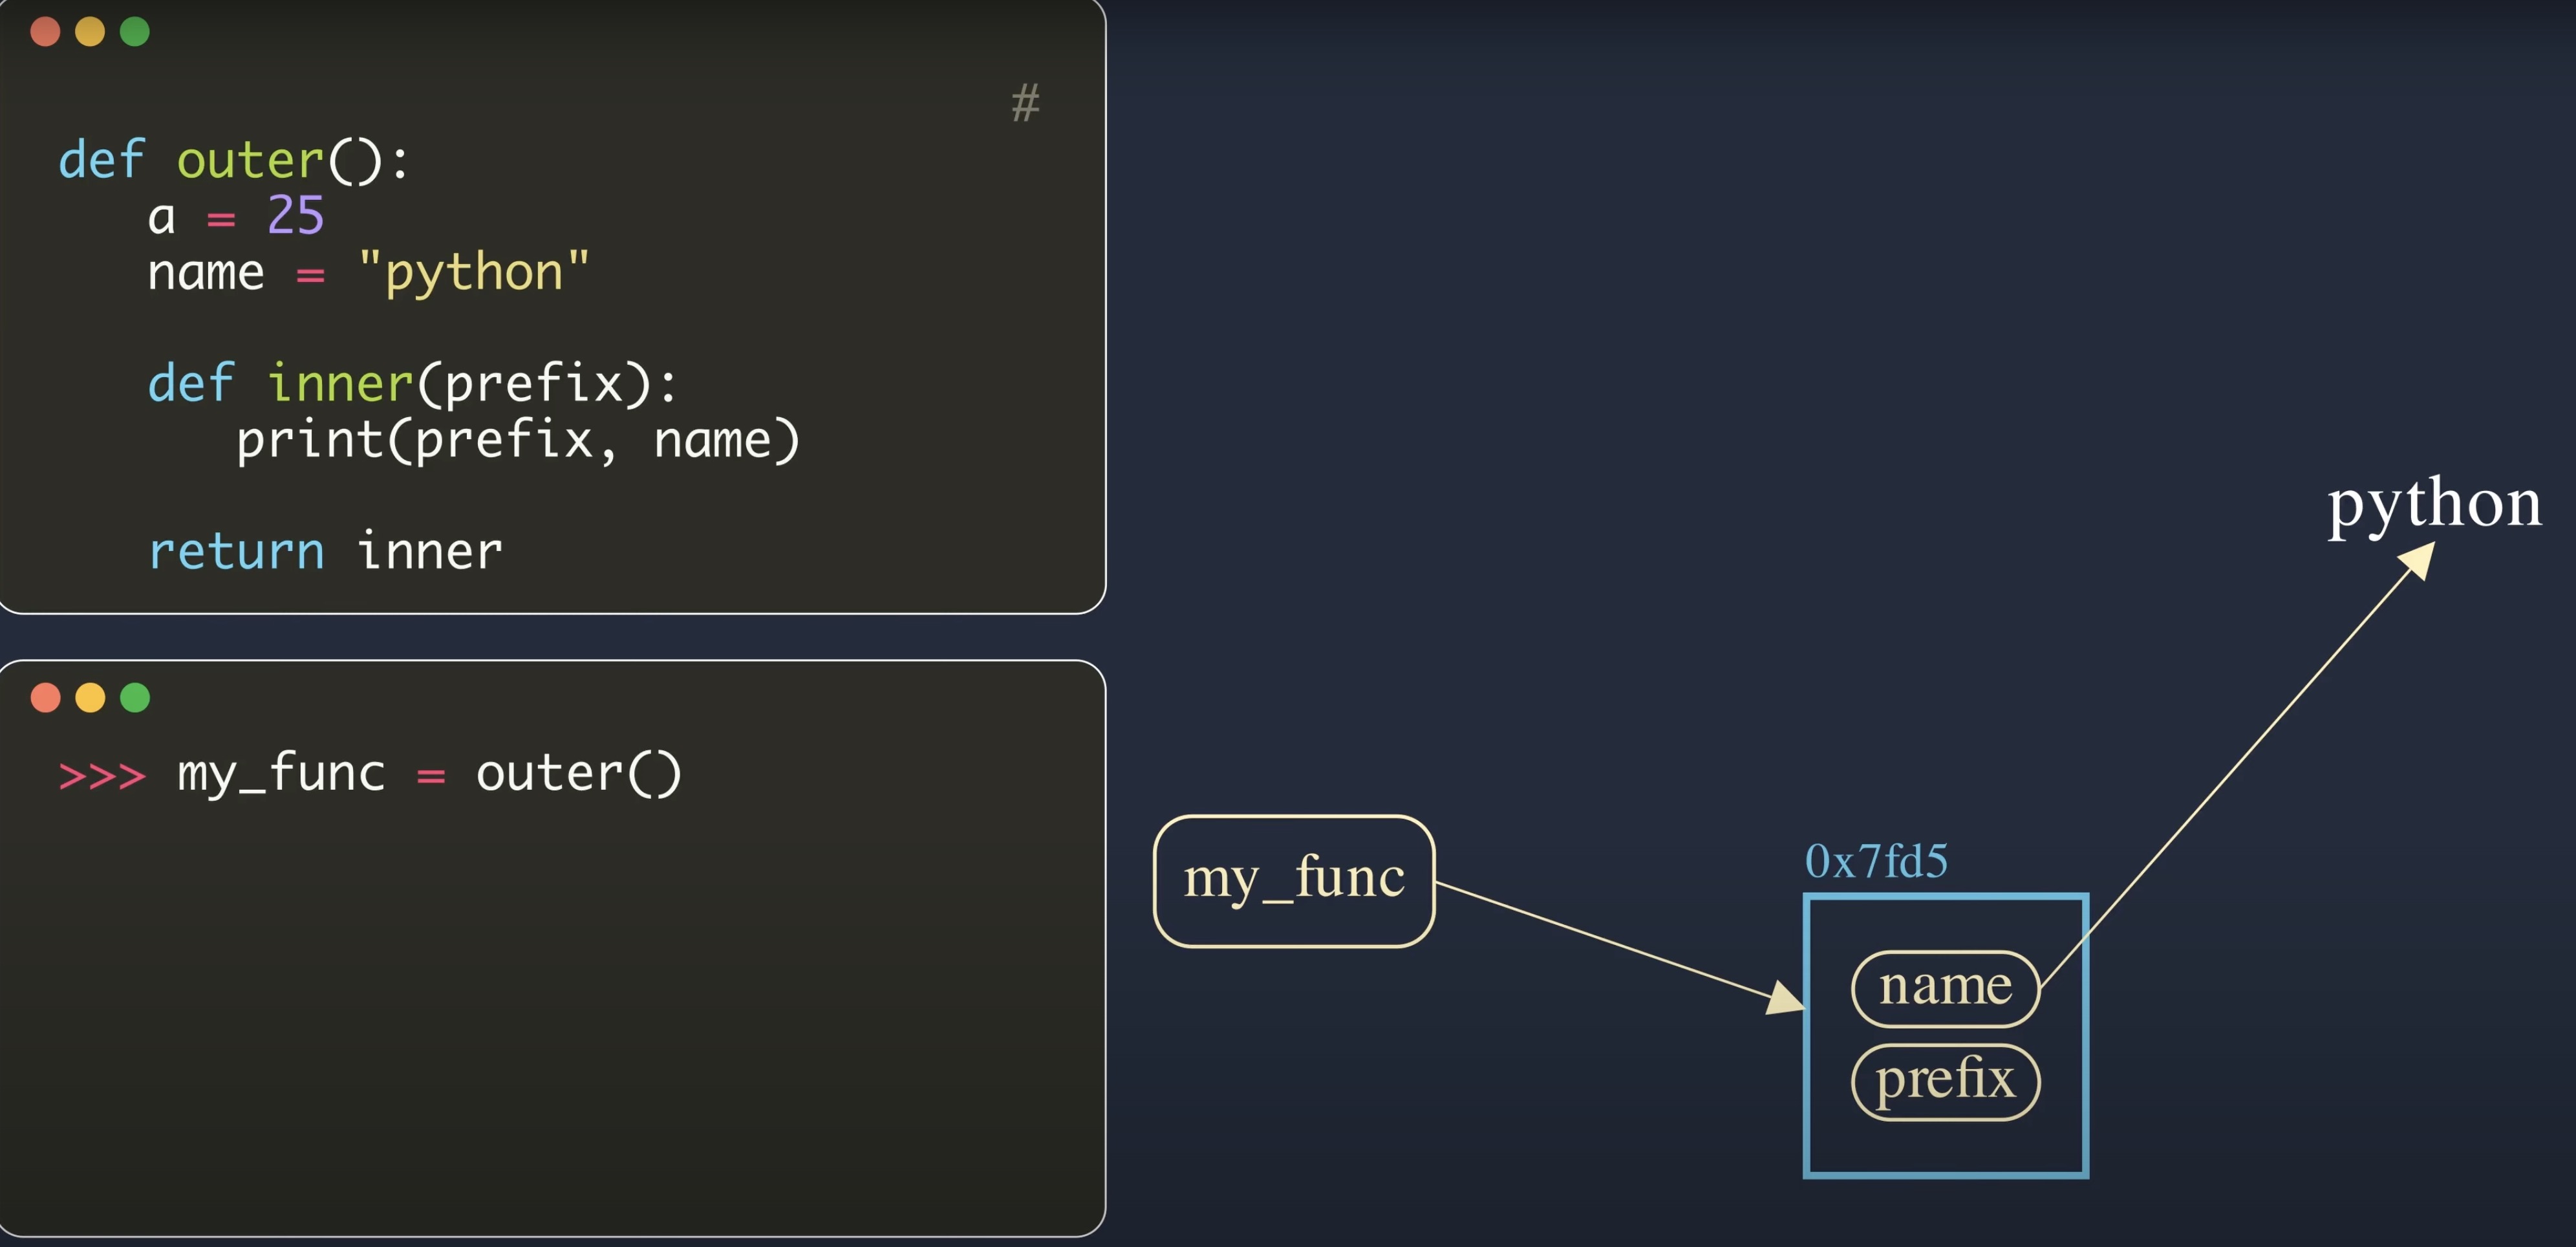 #
def outer():
a = 25
name = "python"
def inner(prefix):
print(prefix, name)
return inner
>>> my_func = outer()
python
my_func
0x7fd5
name
prefix